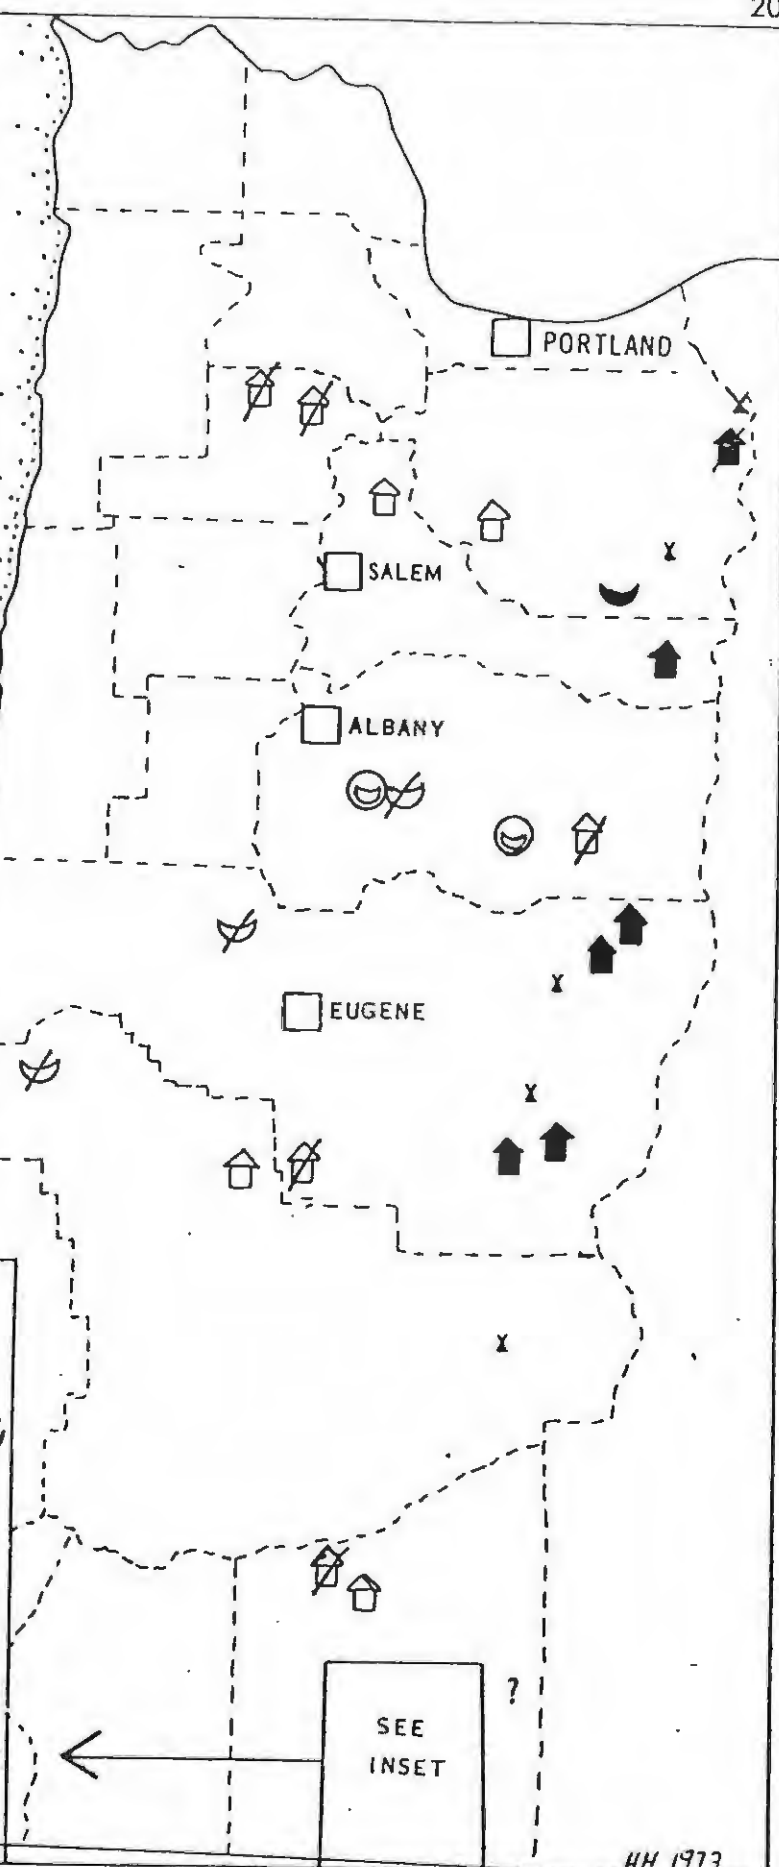 20
PORTLAND
SALEM
ALBANY
EUGENE
?
SEE
INSET
HH 1973